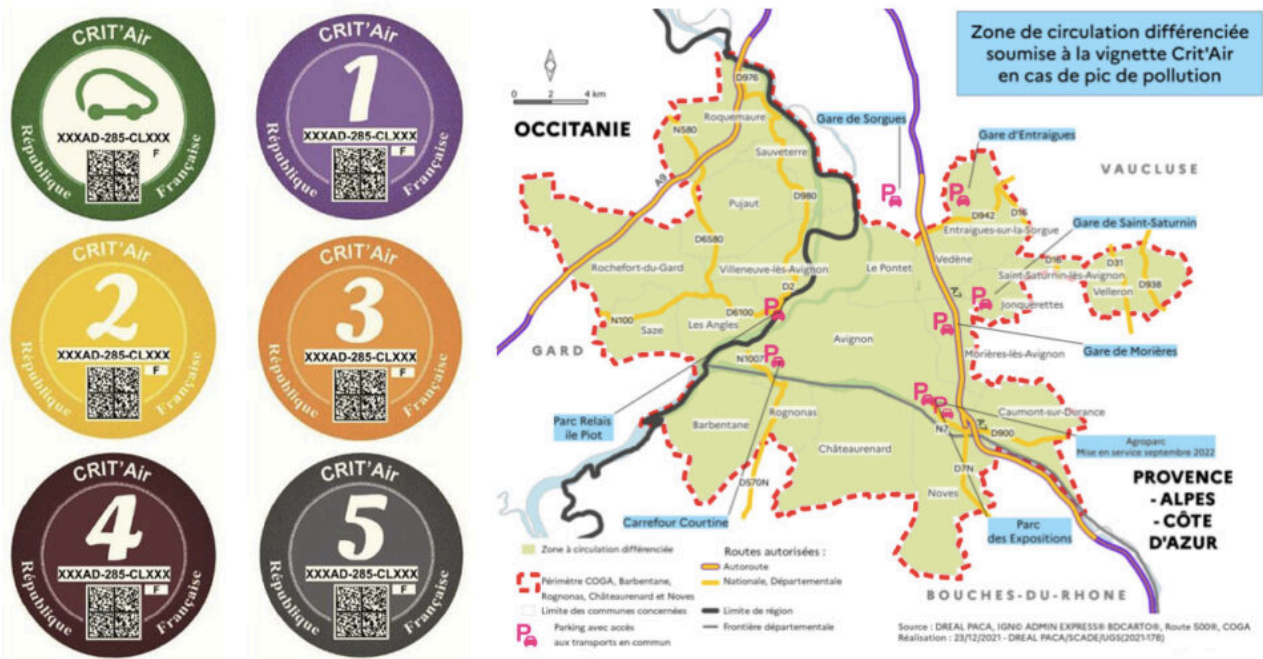 CRIT'Air
XXXAD-285-CLXXX
F
République Française
CRIT'Air
1
XXXAD-285-CLXXX
F
République Française
CRIT'Air
2
XXXAD-285-CLXXX
F
République Française
CRIT'Air
3
XXXAD-285-CLXXX
F
République Française
CRIT'Air
4
XXXAD-285-CLXXX
F
République Française
CRIT'Air
5
XXXAD-285-CLXXX
F
République Française
Zone de circulation différenciée
soumise à la vignette Crit'Air
en cas de pic de pollution
0 2 4 km
OCCITANIE
D976
Roquemaure
N580
Sauveterre
A9
Pujaut
D980
D6580
Rochefort-du-Gard
Villeneuve-lès-Avignon
D2
N100
Saze
Les Angles
D6100
GARD
Gare de Sorgues
Gare d'Entraigues
VAUCLUSE
D942
D16
Entraigues-sur-la-Sorgue
Gare de Saint-Saturnin
Le Pontet
Vedène
D16
D31
Saint-Saturnin-lès-Avignon
Velleron
D938
Jonquerettes
Avignon
Gare de Morières
Morières-lès-Avignon
N1007
Parc Relais
ile Piot
Rognonas
Barbentane
Caumont-sur-Durance
N7
D900
Agroparc
Mise en service septembre 2022
Châteaurenard
D7N
D570N
Noves
PROVENCE
- ALPES
- CÔTE
D'AZUR
Carrefour Courtine
Parc
des Expositions
BOUCHES-DU-RHONE
Zone à circulation différenciée
Périmètre COGA, Barbentane,
Rognonas, Châteaurenard et Noves
Limite des communes concernées
Parking avec accès
aux transports en commun
Routes autorisées :
Autoroute
Nationale, Départementale
Limite de région
Frontière départementale
Source : DREAL PACA, IGN© ADMIN EXPRESS® BDCARTO®, Route 500®, COGA
Réalisation : 23/12/2021 - DREAL PACA/SCADE/UGS(2021-178)